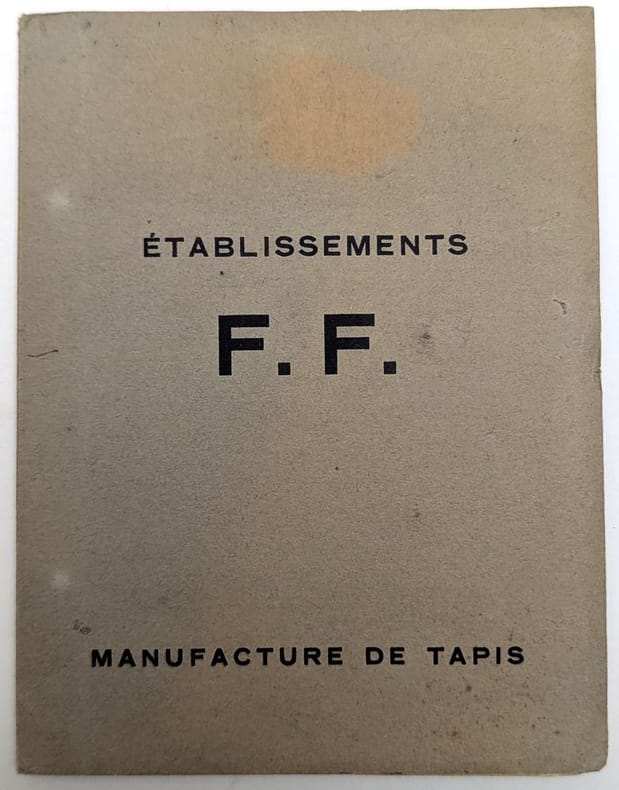 ÉTABLISSEMENTS
F. F.
MANUFACTURE DE TAPIS